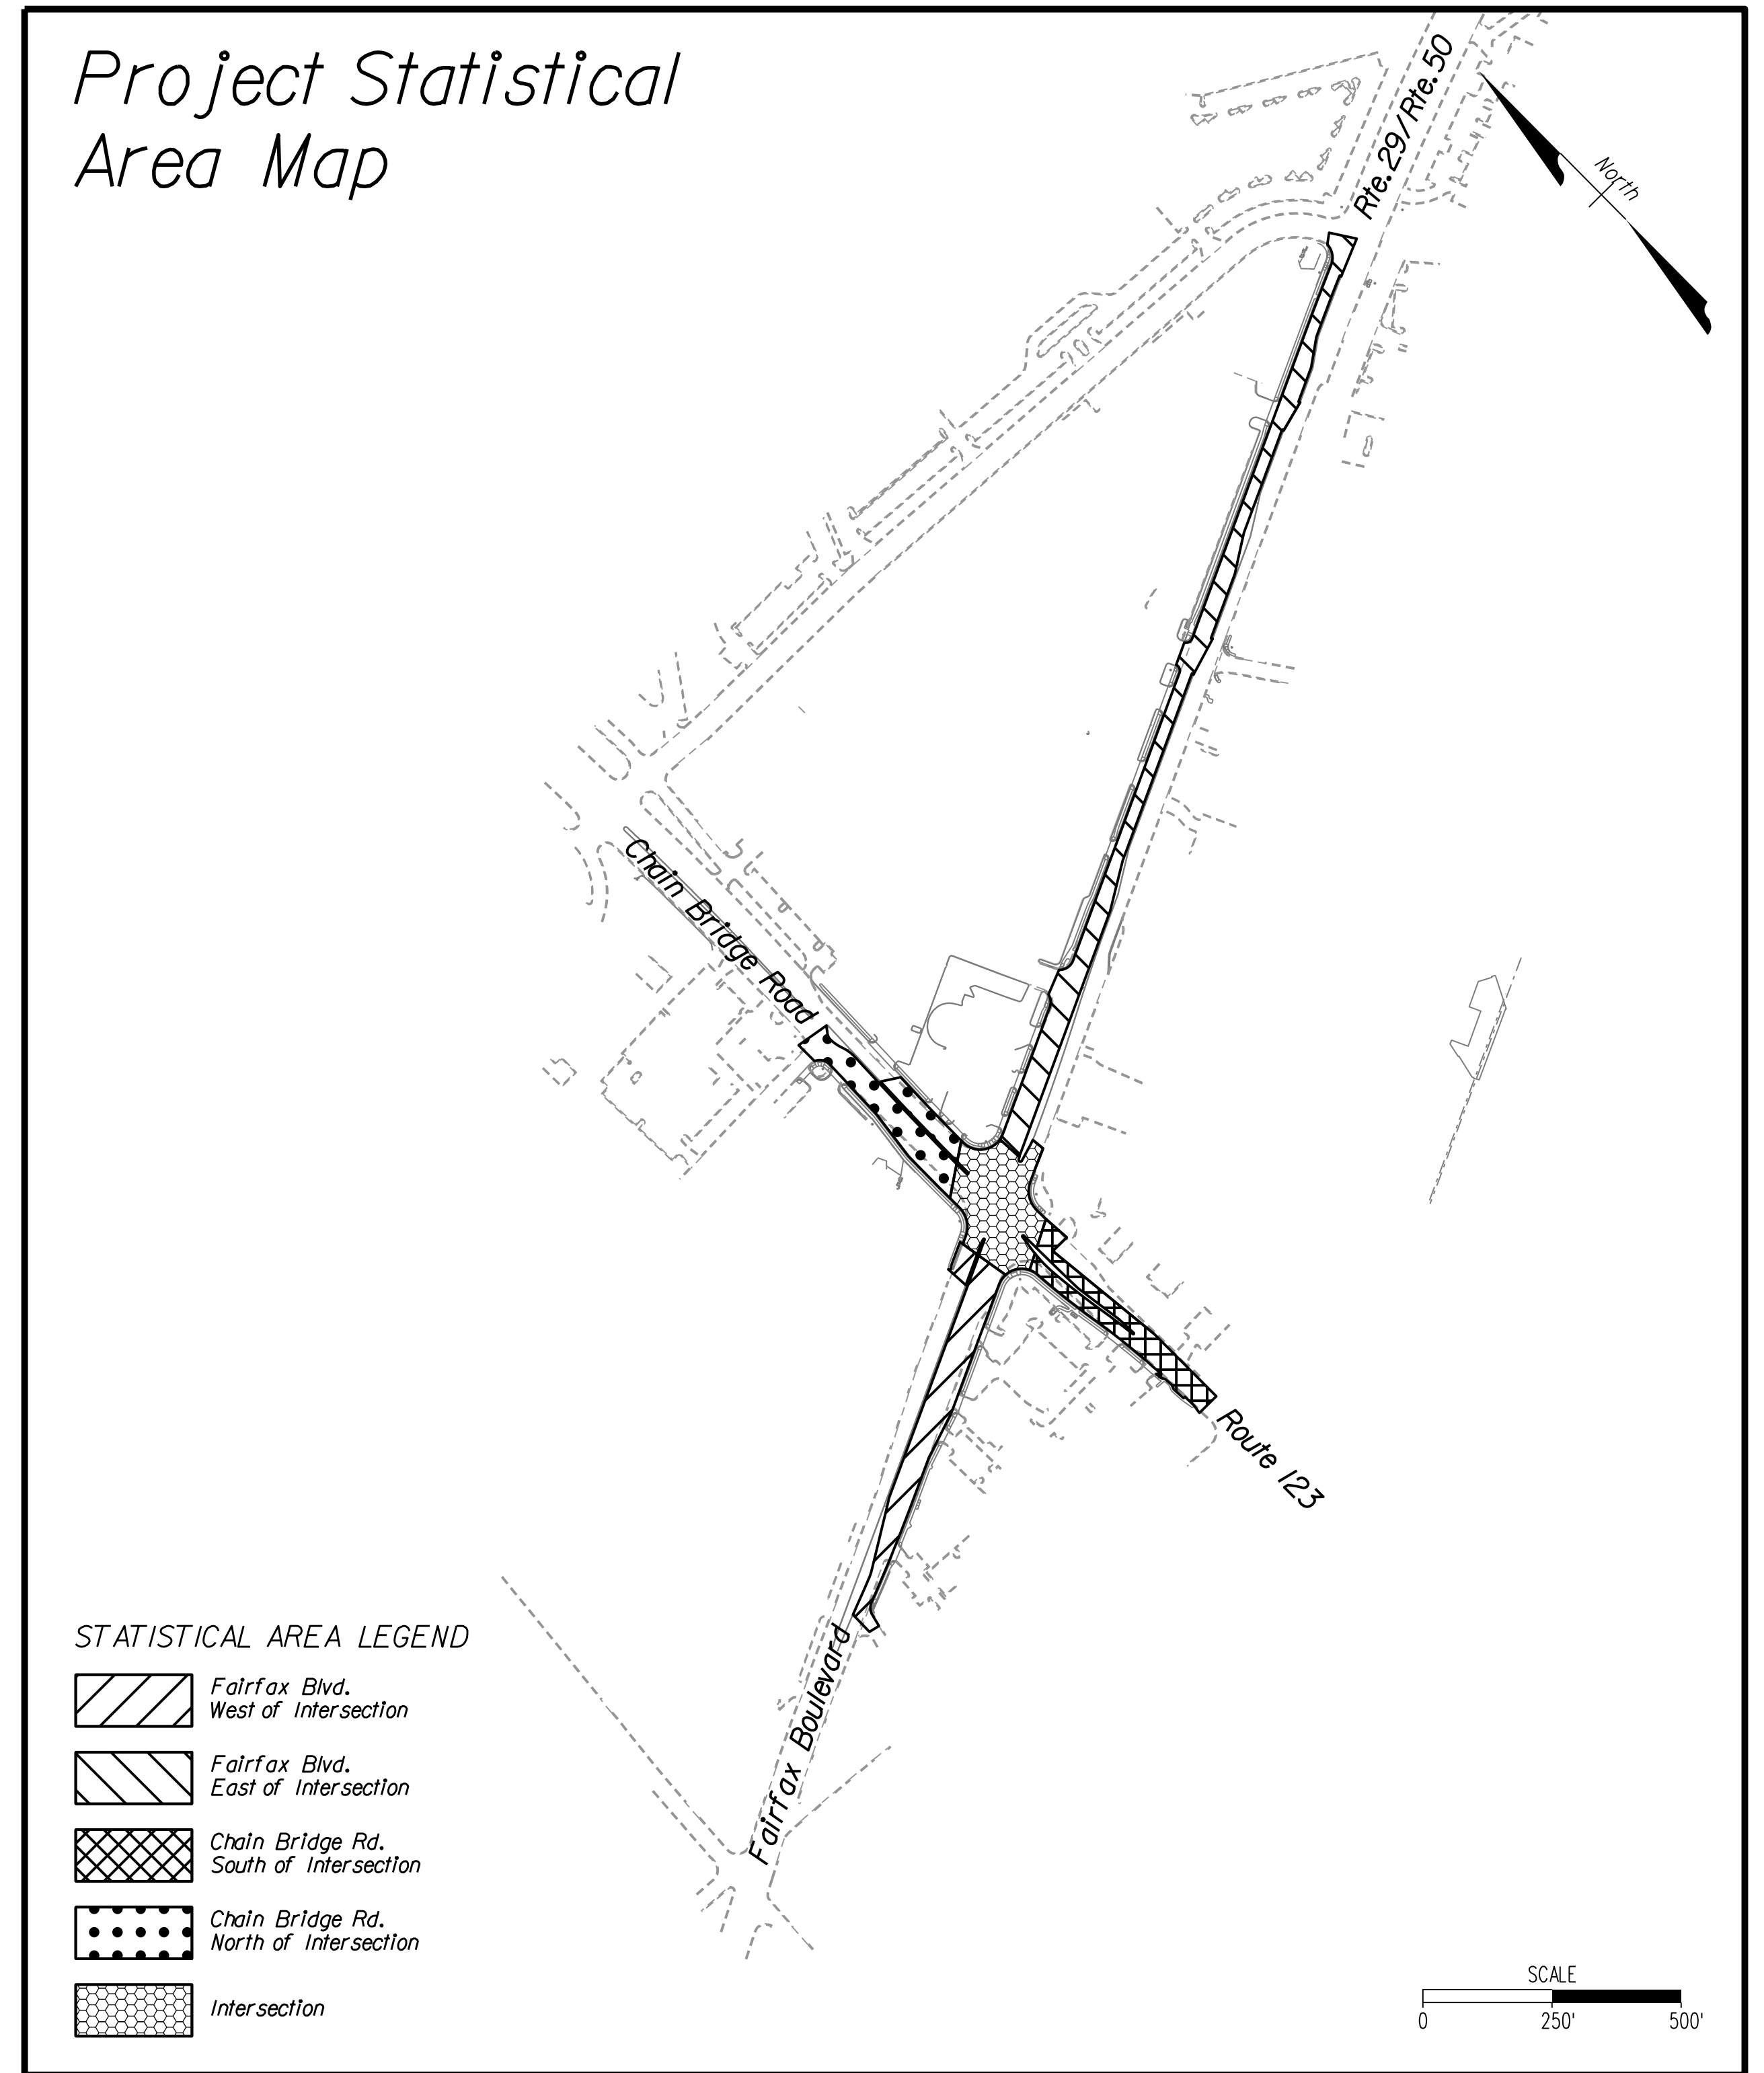 Project Statistical
Area Map
Rte. 29/Rte. 50
North
Chain Bridge Road
Route 123
Fairfax Boulevard
STATISTICAL AREA LEGEND
Fairfax Blvd.
West of Intersection
Fairfax Blvd.
East of Intersection
Chain Bridge Rd.
South of Intersection
Chain Bridge Rd.
North of Intersection
Intersection
SCALE
0 250' 500'